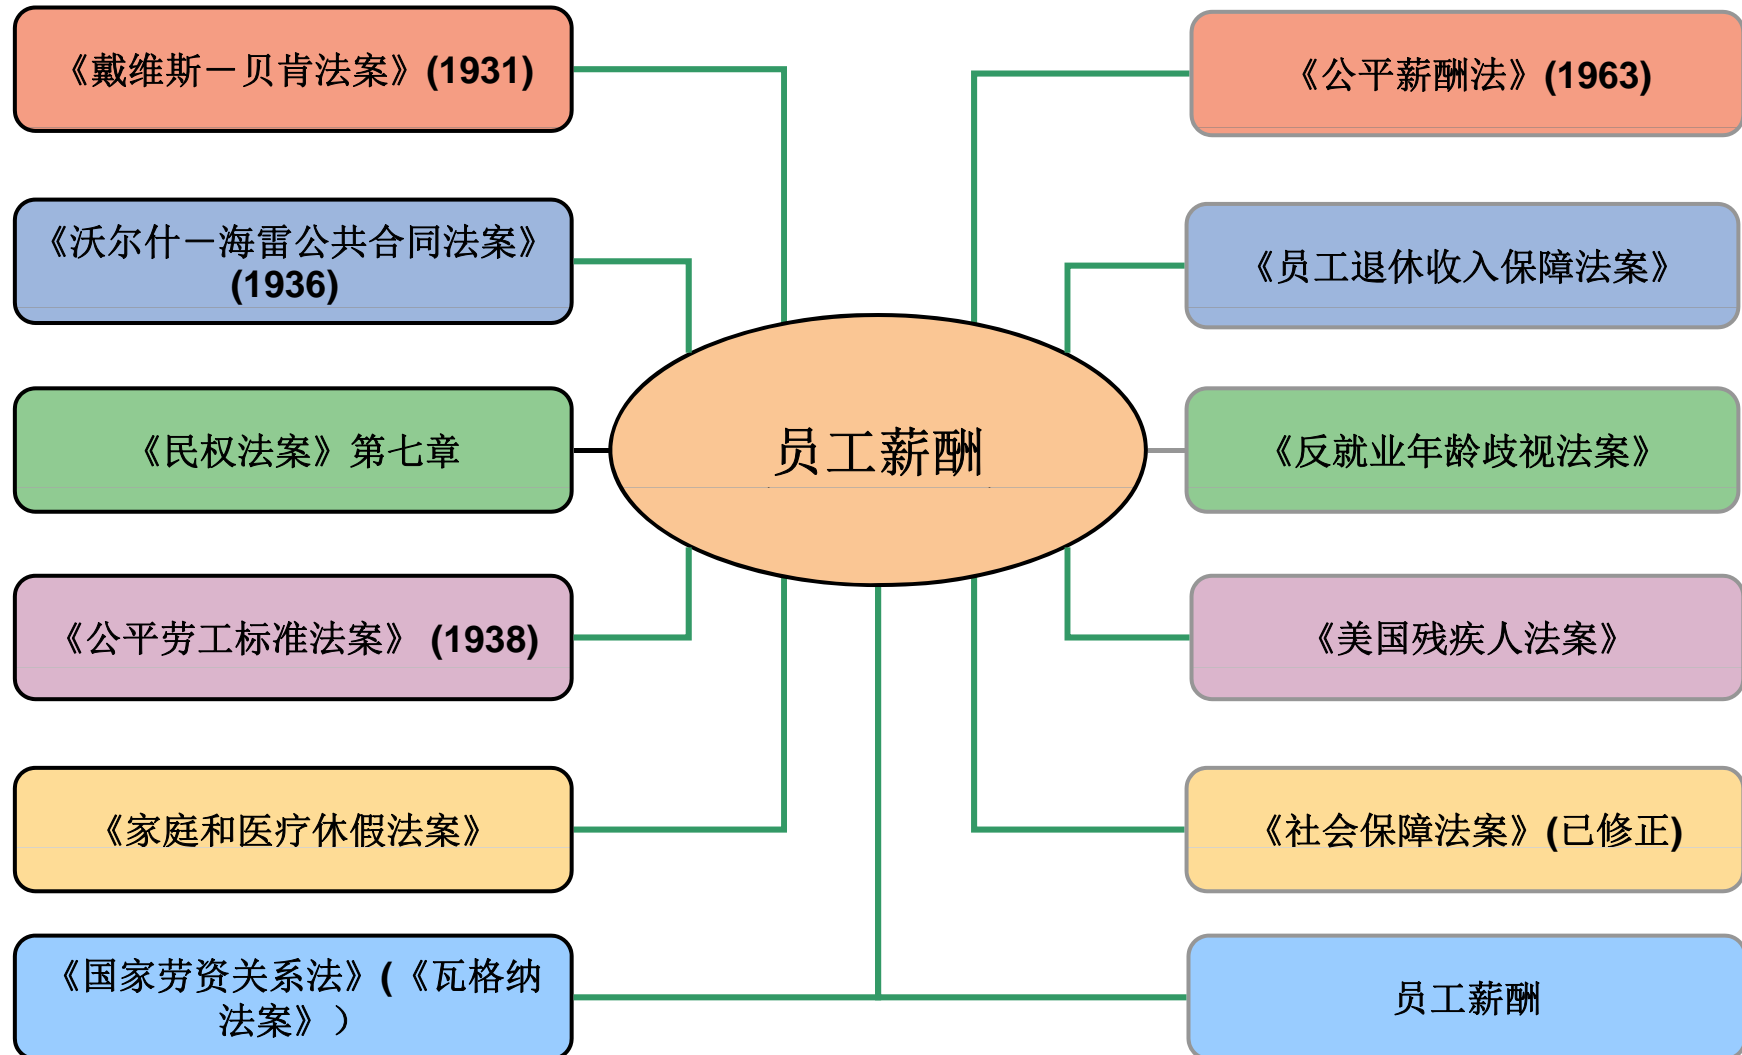 《戴维斯－贝肯法案》(1931)
《沃尔什－海雷公共合同法案》
(1936)
《民权法案》第七章
《公平劳工标准法案》 (1938)
《家庭和医疗休假法案》
《国家劳资关系法》(《瓦格纳
法案》）
员工薪酬
《公平薪酬法》(1963)
《员工退休收入保障法案》
《反就业年龄歧视法案》
《美国残疾人法案》
《社会保障法案》(已修正)
员工薪酬